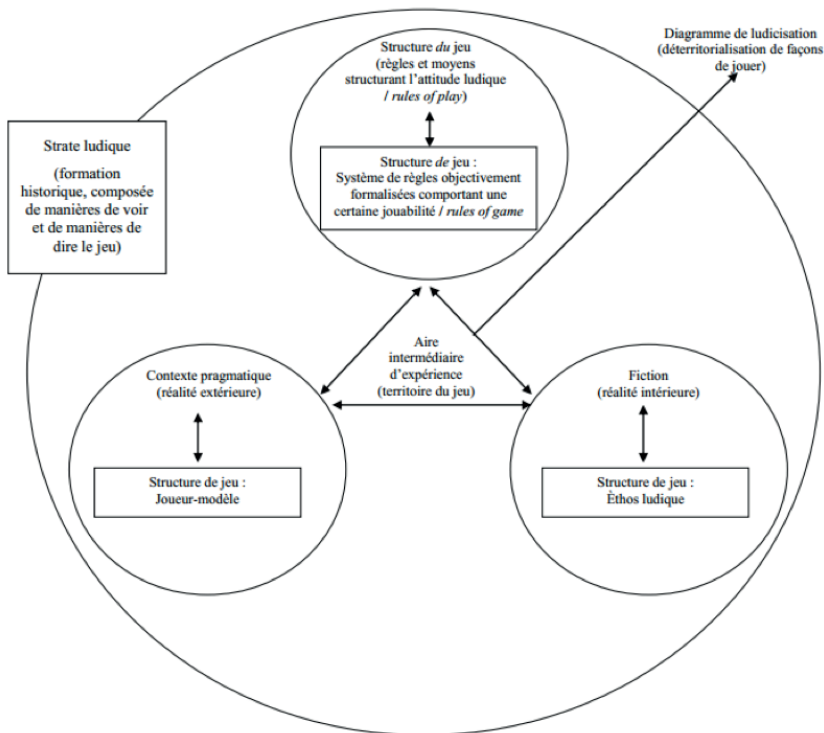 Structure du jeu
(règles et moyens
structurant l'attitude ludique
/ rules of play)
Diagramme de ludicisation
(déterritorialisation de façons
de jouer)
Strate ludique
(formation
historique, composée
de manières de voir
et de manières de
dire le jeu)
Structure de jeu :
Système de règles objectivement
formalisées comportant une
certaine jouabilité / rules of game
Aire
intermédiaire
d'expérience
(territoire du jeu)
Contexte pragmatique
(réalité extérieure)
Structure de jeu :
Joueur-modèle
Fiction
(réalité intérieure)
Structure de jeu :
Èthos ludique